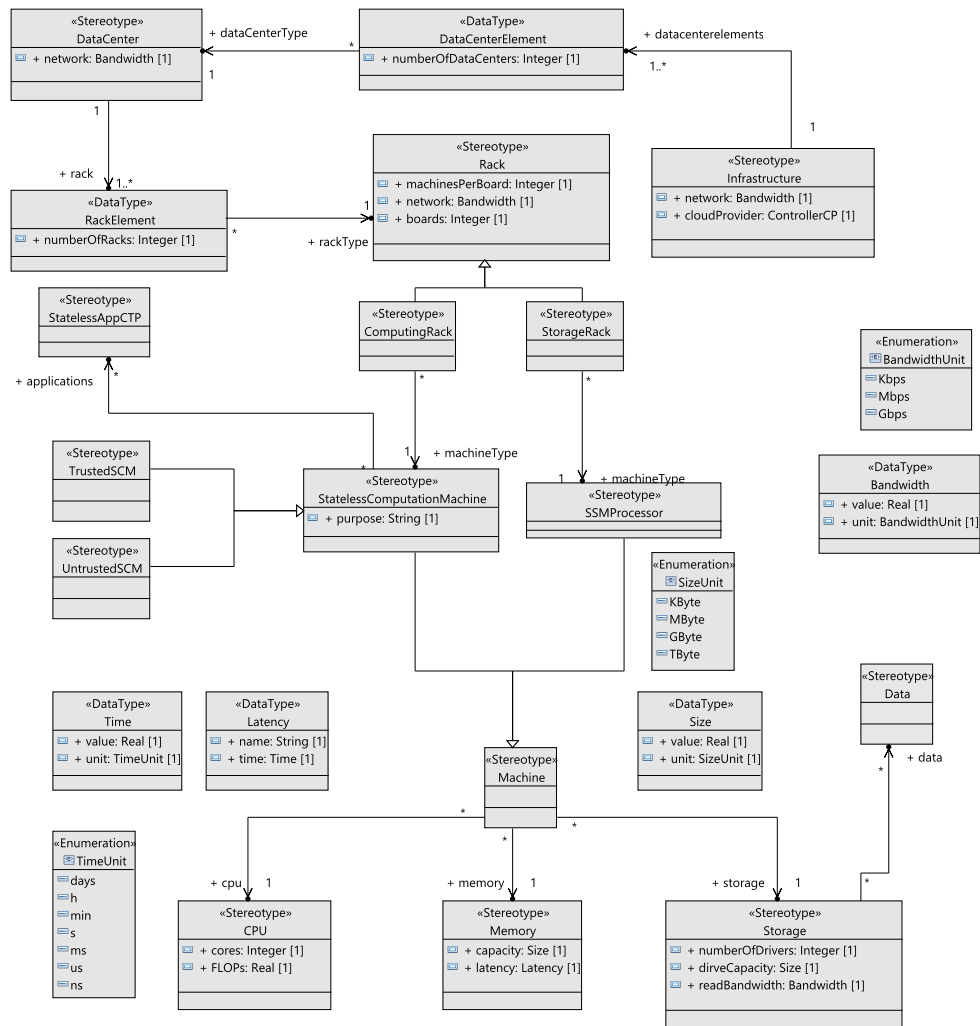 «Stereotype»
DataCenter
+ network: Bandwidth [1]
+ dataCenterType
1
*
«DataType»
DataCenterElement
+ numberOfDataCenters: Integer [1]
+ datacenterelements
1..*
1
1
+ rack
1..*
«Stereotype»
Rack
+ machinesPerBoard: Integer [1]
+ network: Bandwidth [1]
+ boards: Integer [1]
«Stereotype»
Infrastructure
+ network: Bandwidth [1]
+ cloudProvider: ControllerCP [1]
«DataType»
RackElement
+ numberOfRacks: Integer [1]
*
1
+ rackType
«Stereotype»
StatelessAppCTP
«Stereotype»
ComputingRack
«Stereotype»
StorageRack
+ applications
*
*
*
«Enumeration»
BandwidthUnit
Kbps
Mbps
Gbps
«Stereotype»
TrustedSCM
*
1
+ machineType
1
+ machineType
«Stereotype»
StatelessComputationMachine
+ purpose: String [1]
«Stereotype»
SSMProcessor
«DataType»
Bandwidth
+ value: Real [1]
+ unit: BandwidthUnit [1]
«Stereotype»
UntrustedSCM
«Enumeration»
SizeUnit
KByte
MByte
GByte
TByte
«DataType»
Time
+ value: Real [1]
+ unit: TimeUnit [1]
«DataType»
Latency
+ name: String [1]
+ time: Time [1]
«DataType»
Size
+ value: Real [1]
+ unit: SizeUnit [1]
«Stereotype»
Data
*
+ data
«Stereotype»
Machine
*
*
*
«Enumeration»
TimeUnit
days
h
min
s
ms
us
ns
+ cpu
1
+ memory
1
+ storage
1
*
«Stereotype»
CPU
+ cores: Integer [1]
+ FLOPs: Real [1]
«Stereotype»
Memory
+ capacity: Size [1]
+ latency: Latency [1]
«Stereotype»
Storage
+ numberOfDrivers: Integer [1]
+ dirveCapacity: Size [1]
+ readBandwidth: Bandwidth [1]